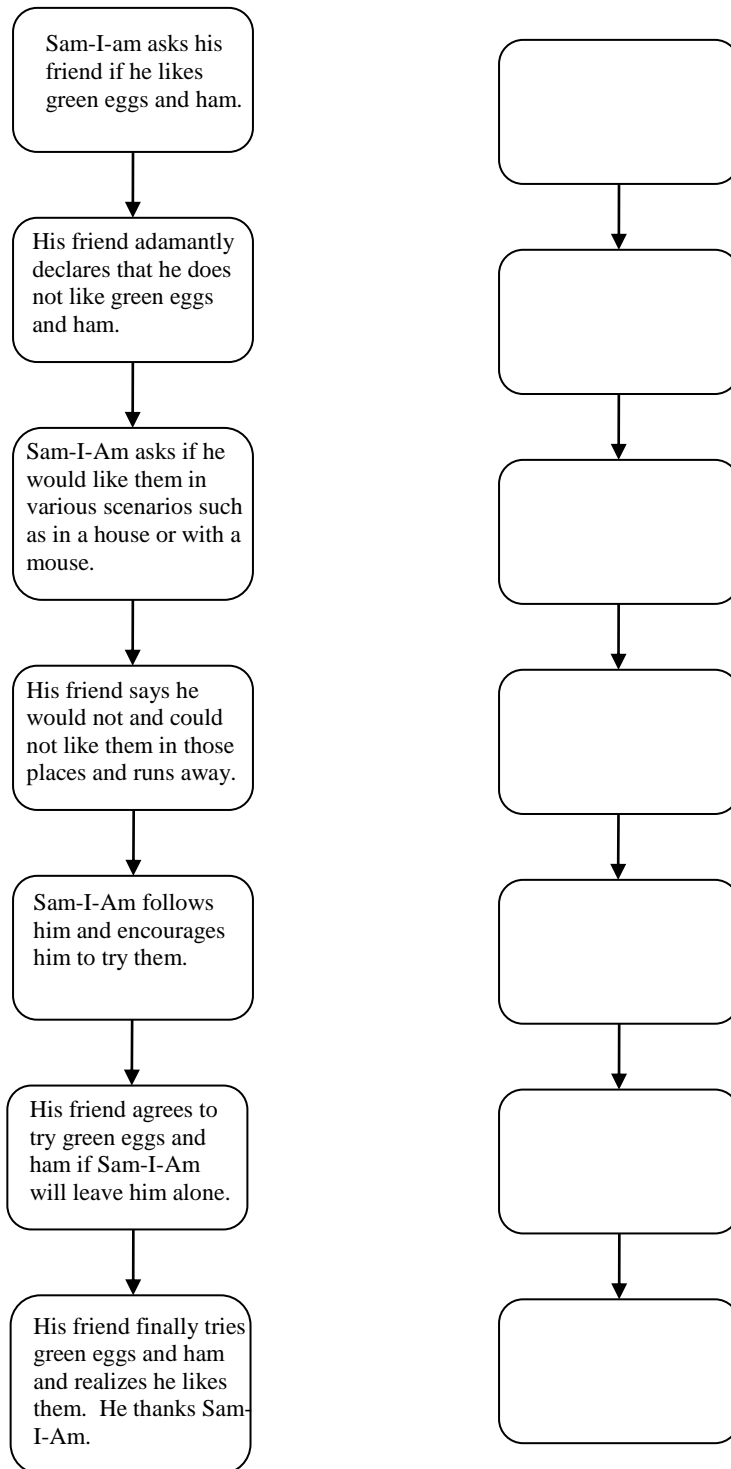 Sam-I-am asks his
friend if he likes
green eggs and ham.
His friend adamantly
declares that he does
not like green eggs
and ham.
Sam-I-Am asks if he
would like them in
various scenarios such
as in a house or with a
mouse.
His friend says he
would not and could
not like them in those
places and runs away.
Sam-I-Am follows
him and encourages
him to try them.
His friend agrees to
try green eggs and
ham if Sam-I-Am
will leave him alone.
His friend finally tries
green eggs and ham
and realizes he likes
them.  He thanks Sam-
I-Am.